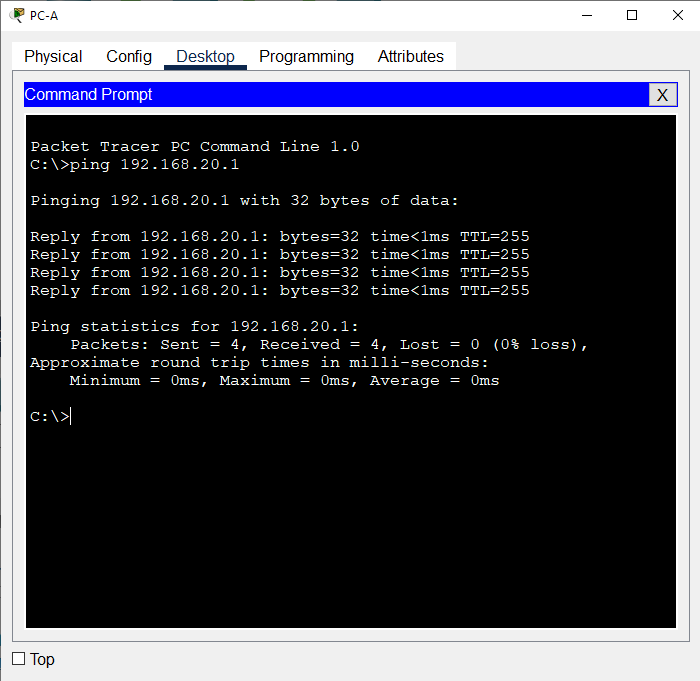 PC-A
Physical Config Desktop Programming Attributes
Command Prompt X
Packet Tracer PC Command Line 1.0
C:\>ping 192.168.20.1
Pinging 192.168.20.1 with 32 bytes of data:
Reply from 192.168.20.1: bytes=32 time<1ms TTL=255
Reply from 192.168.20.1: bytes=32 time<1ms TTL=255
Reply from 192.168.20.1: bytes=32 time<1ms TTL=255
Reply from 192.168.20.1: bytes=32 time<1ms TTL=255
Ping statistics for 192.168.20.1:
    Packets: Sent = 4, Received = 4, Lost = 0 (0% loss),
Approximate round trip times in milli-seconds:
    Minimum = 0ms, Maximum = 0ms, Average = 0ms
C:\>
Top